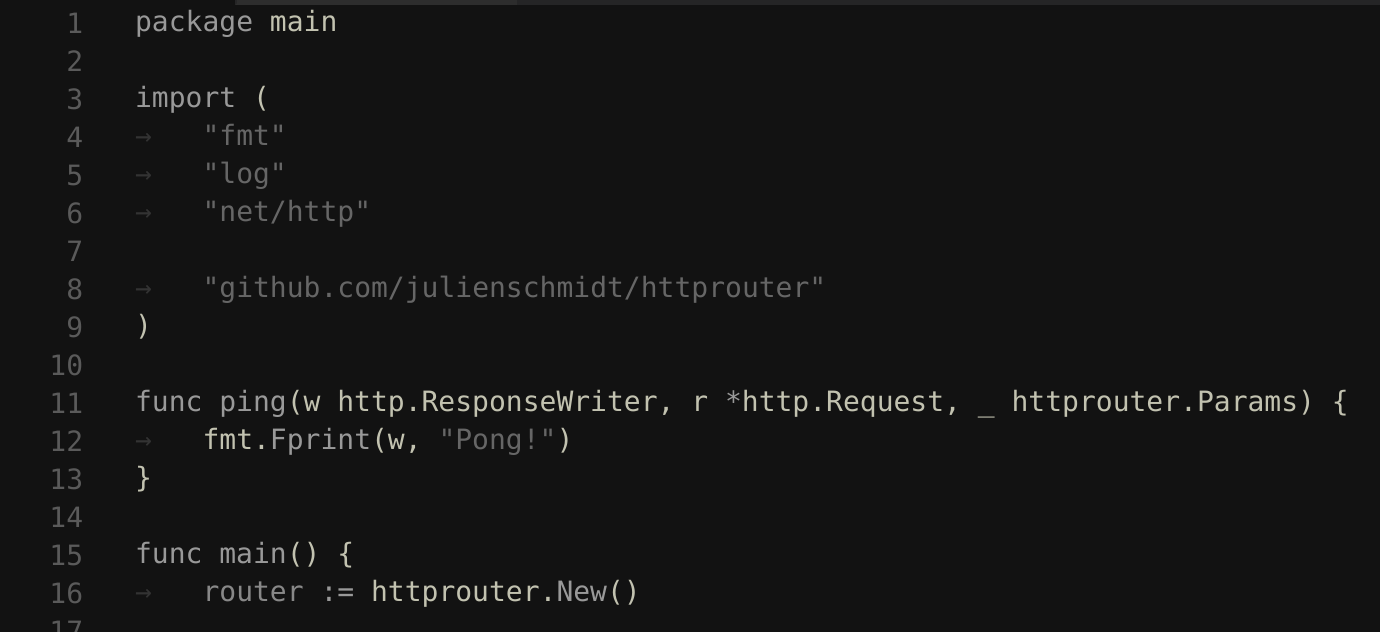 1 package main
2
3 import (
4 → "fmt"
5 → "log"
6 → "net/http"
7
8 → "github.com/julienschmidt/httprouter"
9 )
10
11 func ping(w http.ResponseWriter, r *http.Request, _ httprouter.Params) {
12 → fmt.Fprint(w, "Pong!")
13 }
14
15 func main() {
16 → router := httprouter.New()
17